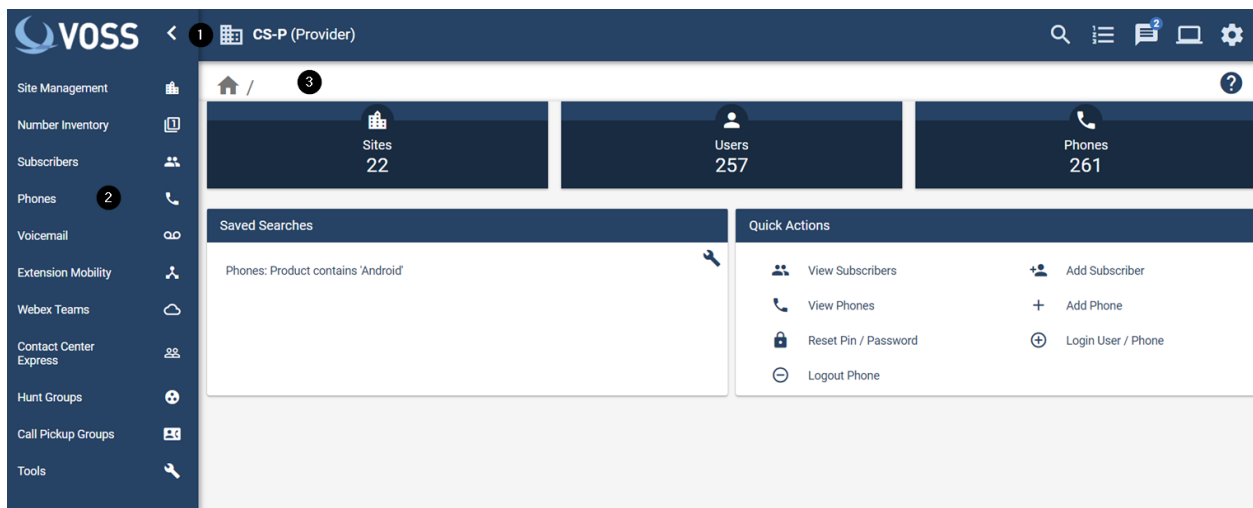 VOSS
1
CS-P (Provider)
2
Site Management
Number Inventory
Subscribers
Phones
2
Voicemail
Extension Mobility
Webex Teams
Contact Center
Express
Hunt Groups
Call Pickup Groups
Tools
/
3
?
Sites
22
Users
257
Phones
261
Saved Searches
Phones: Product contains 'Android'
Quick Actions
View Subscribers
Add Subscriber
View Phones
Add Phone
Reset Pin / Password
Login User / Phone
Logout Phone